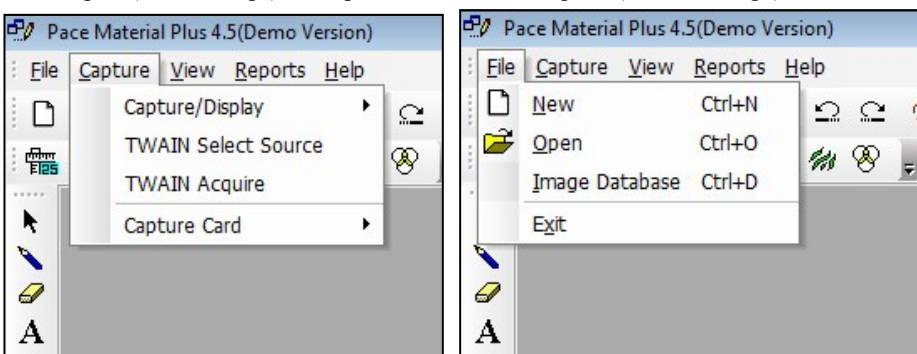 Pace Material Plus 4.5(Demo Version)
File Capture View Reports Help
Capture/Display
TWAIN Select Source
TWAIN Acquire
Capture Card
E125
A
Pace Material Plus 4.5(Demo Version)
File Capture View Reports Help
New Ctrl+N
Open Ctrl+O
Image Database Ctrl+D
Exit
A